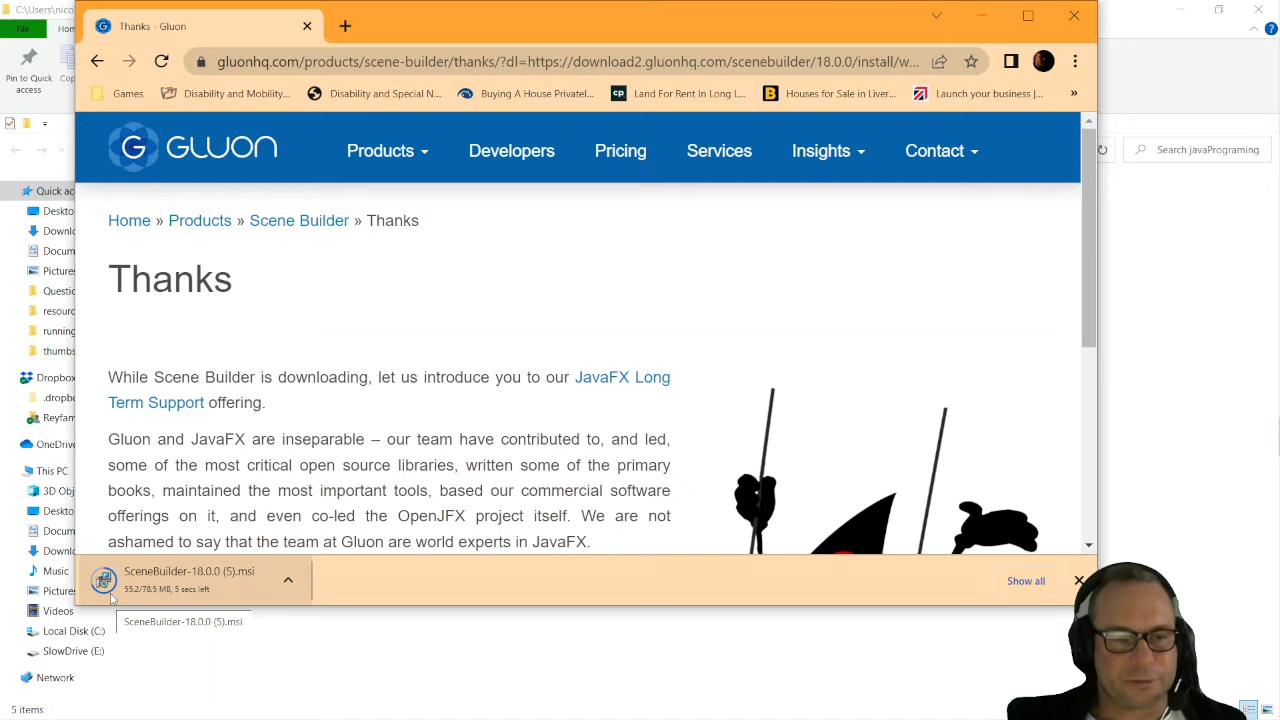 C:\Users\nico
File
Hom
Pin to Quick
access
Cop
Thanks - Gluon
gluonhq.com/products/scene-builder/thanks/?dl=https://download2.gluonhq.com/scenebuilder/18.0.0/install/w...
Games
Disability and Mobility...
Disability and Special N...
Buying A House Privatel...
cp
Land For Rent In Long L...
B
Houses for Sale in Liver...
Launch your business |...
»
G GLUON
Products
Developers
Pricing
Services
Insights
Contact
Search javaPrograming
Home » Products » Scene Builder » Thanks
Thanks
While Scene Builder is downloading, let us introduce you to our JavaFX Long
Term Support offering.
Gluon and JavaFX are inseparable – our team have contributed to, and led,
some of the most critical open source libraries, written some of the primary
books, maintained the most important tools, based our commercial software
offerings on it, and even co-led the OpenJFX project itself. We are not
ashamed to say that the team at Gluon are world experts in JavaFX.
Quick ac
Deskto
Downl
Docum
Pictures
Questi
resourc
running
thumbs
Dropbox
.dropbo
Reyfam
OneDriv
This PC
3D Obj
Deskto
Docum
Downlo
Music
Pictures
Videos
Local Disk (C:)
SlowDrive (E:)
Network
SceneBuilder-18.0.0 (5).msi
55.2/78.5 MB, 5 secs left
Show all
SceneBuilder-18.0.0 (5).msi
5 items